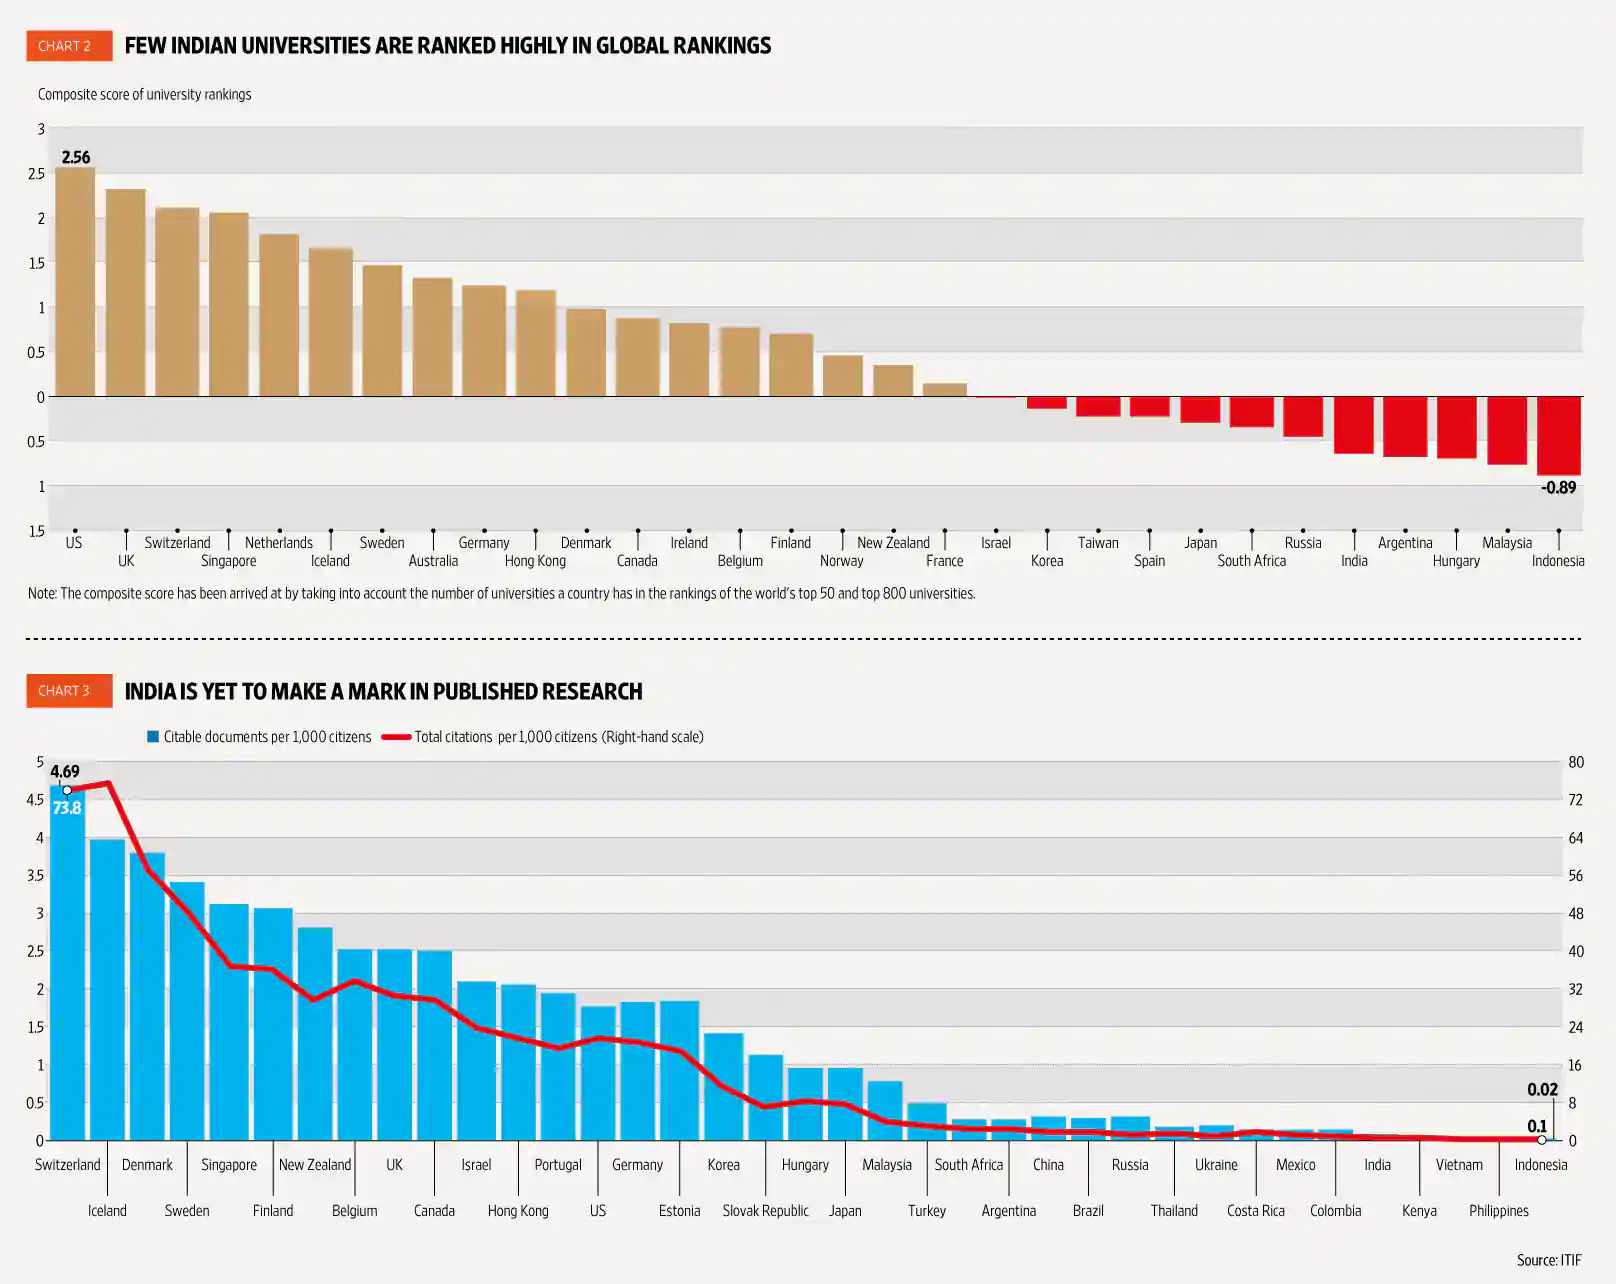 CHART 2
FEW INDIAN UNIVERSITIES ARE RANKED HIGHLY IN GLOBAL RANKINGS
Composite score of university rankings
3
2.56
2.5
2
1.5
1
0.5
0
0.5
1
-0.89
1.5
US Switzerland Netherlands Sweden Germany Denmark Ireland Finland New Zealand Israel Taiwan Japan Russia Argentina Malaysia
UK Singapore Iceland Australia Hong Kong Canada Belgium Norway France Korea Spain South Africa India Hungary Indonesia
Note: The composite score has been arrived at by taking into account the number of universities a country has in the rankings of the world's top 50 and top 800 universities.
CHART 3
INDIA IS YET TO MAKE A MARK IN PUBLISHED RESEARCH
Citable documents per 1,000 citizens Total citations per 1,000 citizens (Right-hand scale)
5 80
4.69
4.5 72
73.8
4 64
3.5 56
3 48
2.5 40
2 32
1.5 24
1 16
0.02
0.5 8
0.1
0 0
Switzerland Denmark Singapore New Zealand UK Israel Portugal Germany Korea Hungary Malaysia South Africa China Russia Ukraine Mexico India Vietnam Indonesia
Iceland Sweden Finland Belgium Canada Hong Kong US Estonia Slovak Republic Japan Turkey Argentina Brazil Thailand Costa Rica Colombia Kenya Philippines
Source: ITIF